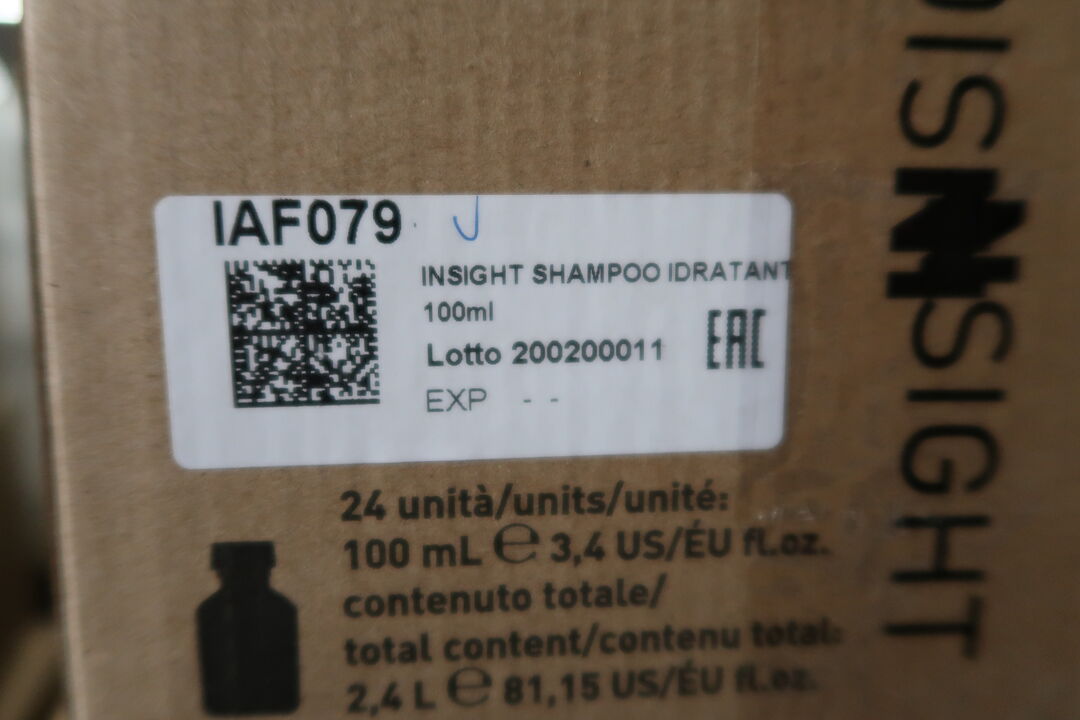 IAF079
INSIGHT SHAMPOO IDRATANT
100ml
Lotto 200200011
EAC
EXP - -
24 unità/units/unité:
100 mL ℮ 3,4 US/ÉU fl.oz.
contenuto totale/
total content/contenu total:
2,4 L ℮ 81,15 US/ÉU fl.oz.
INSIGHT